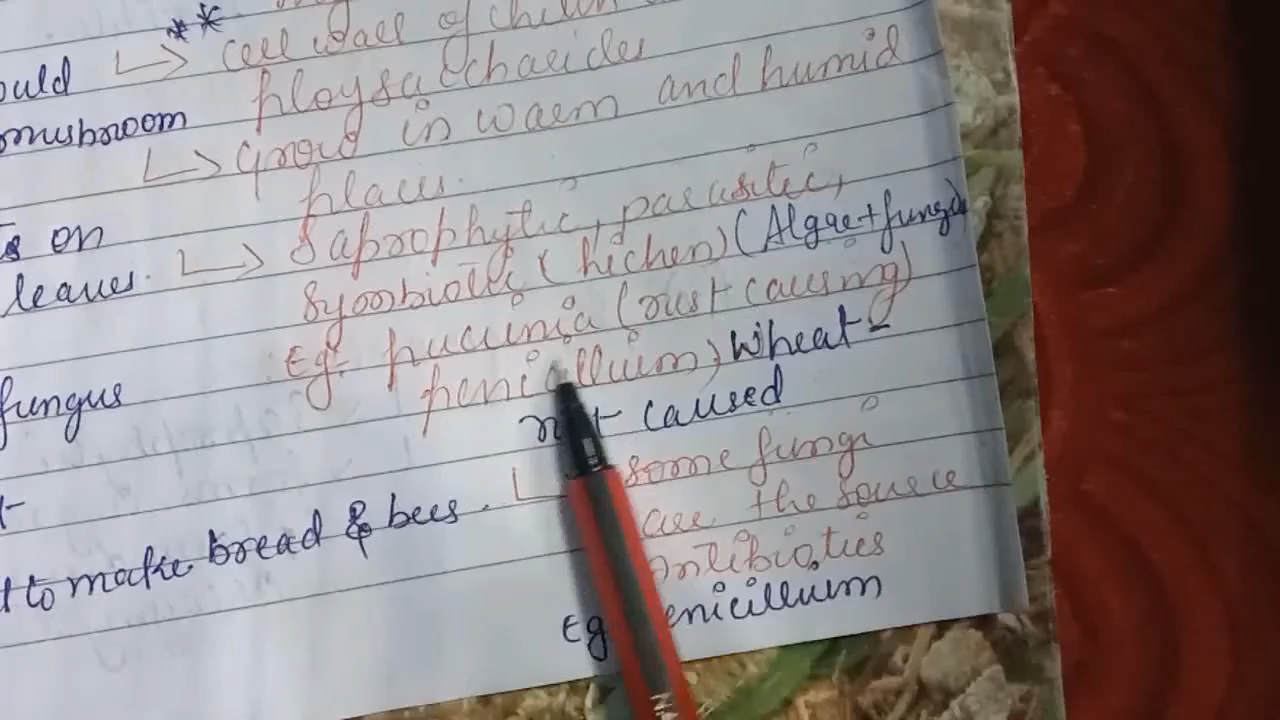 **
ould ↳ cell wall of chitin
ploysacchaeides
mushroom
↳ Grow in warm and humid
places.
s on
leaves. ↳ Saprophytic, parasitic,
Symbiotic (lichen) (Algae + fungi)
Eg: puccinia (rust causing)
penicillium, wheat-
fungus
rust caused
↳ some fungi
t to make bread & bees. are the source
antibiotics
Eg penicillium